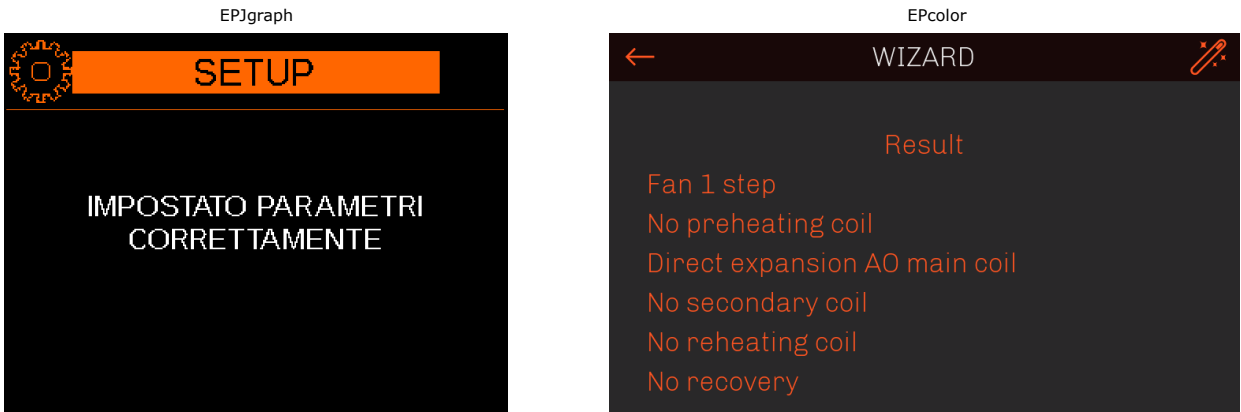 EPJgraph
SETUP
IMPOSTATO PARAMETRI
CORRETTAMENTE
EPcolor
WIZARD
Result
Fan 1 step
No preheating coil
Direct expansion AO main coil
No secondary coil
No reheating coil
No recovery